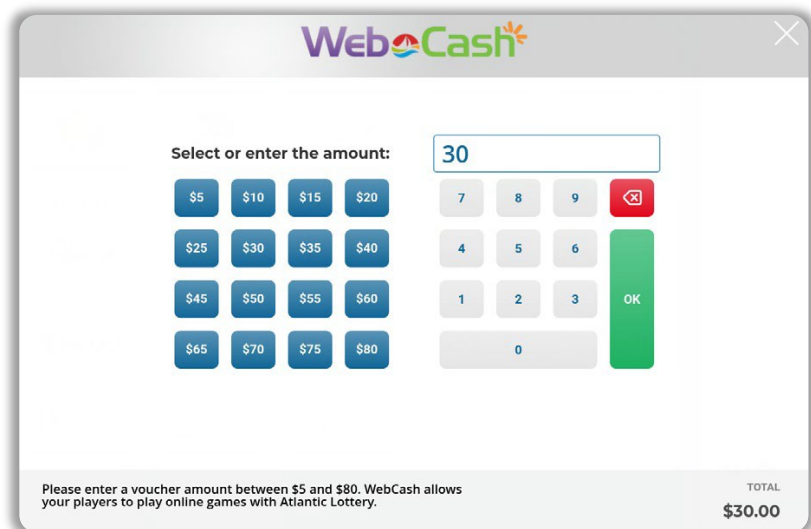 WebCash
Select or enter the amount:
30
$5 $10 $15 $20
7 8 9
$25 $30 $35 $40
4 5 6
$45 $50 $55 $60
1 2 3 OK
$65 $70 $75 $80
0
Please enter a voucher amount between $5 and $80. WebCash allows
your players to play online games with Atlantic Lottery.
TOTAL
$30.00